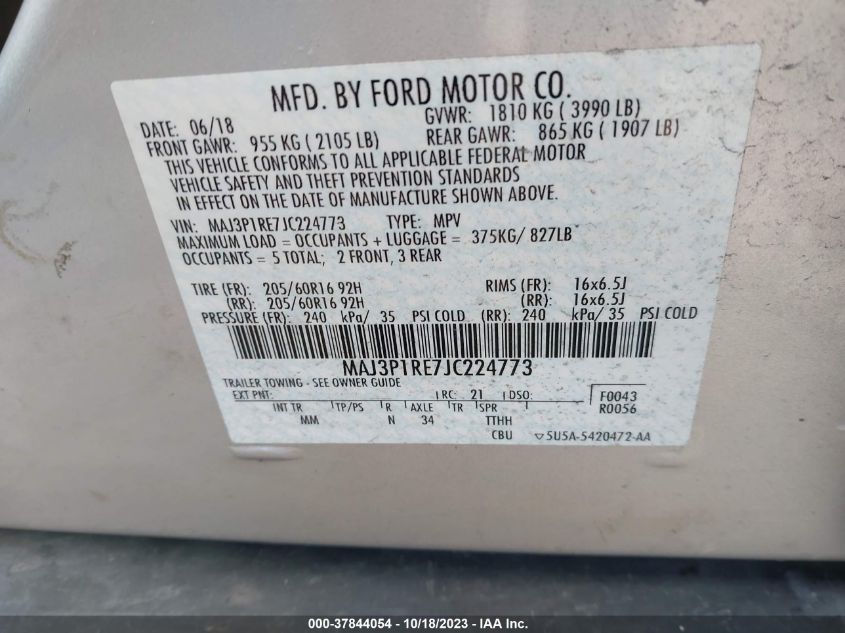 MFD. BY FORD MOTOR CO.
DATE: 06/18 GVWR: 1810 KG ( 3990 LB)
FRONT GAWR: 955 KG ( 2105 LB) REAR GAWR: 865 KG ( 1907 LB)
THIS VEHICLE CONFORMS TO ALL APPLICABLE FEDERAL MOTOR
VEHICLE SAFETY AND THEFT PREVENTION STANDARDS
IN EFFECT ON THE DATE OF MANUFACTURE SHOWN ABOVE.
VIN: MAJ3P1RE7JC224773 TYPE: MPV
MAXIMUM LOAD = OCCUPANTS + LUGGAGE = 375KG/ 827LB
OCCUPANTS = 5 TOTAL; 2 FRONT, 3 REAR
TIRE (FR): 205/60R16 92H RIMS (FR): 16x6.5J
(RR): 205/60R16 92H (RR): 16x6.5J
PRESSURE (FR): 240 kPa/ 35 PSI COLD (RR): 240 kPa/ 35 PSI COLD
MAJ3P1RE7JC224773
TRAILER TOWING - SEE OWNER GUIDE
EXT PNT: RC: 21 DSO: F0043
INT TR TP/PS R AXLE TR SPR R0056
MM N 34 TTHH
CBU ▽5U5A-5420472-AA
000-37844054 - 10/18/2023 - IAA Inc.